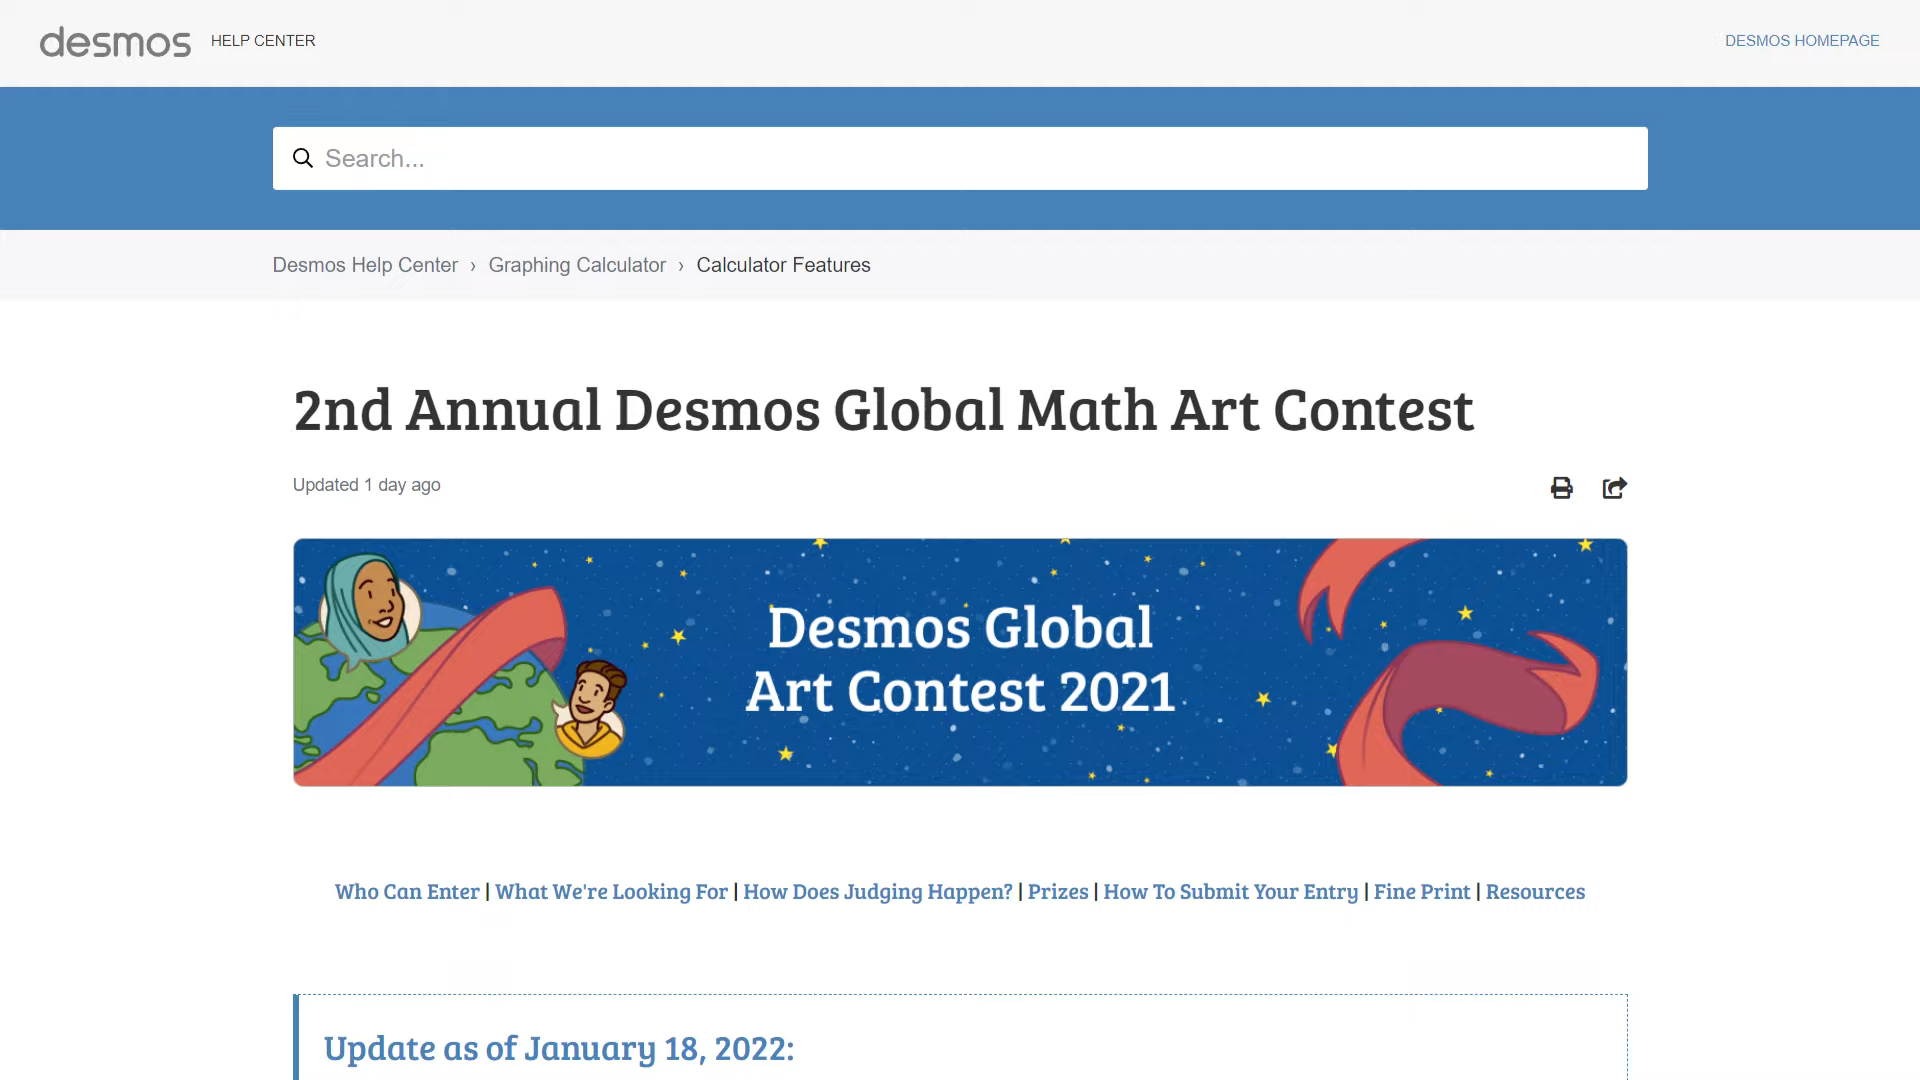 desmos HELP CENTER DESMOS HOMEPAGE
Search...
Desmos Help Center › Graphing Calculator › Calculator Features
2nd Annual Desmos Global Math Art Contest
Updated 1 day ago
Desmos Global
Art Contest 2021
Who Can Enter | What We're Looking For | How Does Judging Happen? | Prizes | How To Submit Your Entry | Fine Print | Resources
Update as of January 18, 2022: